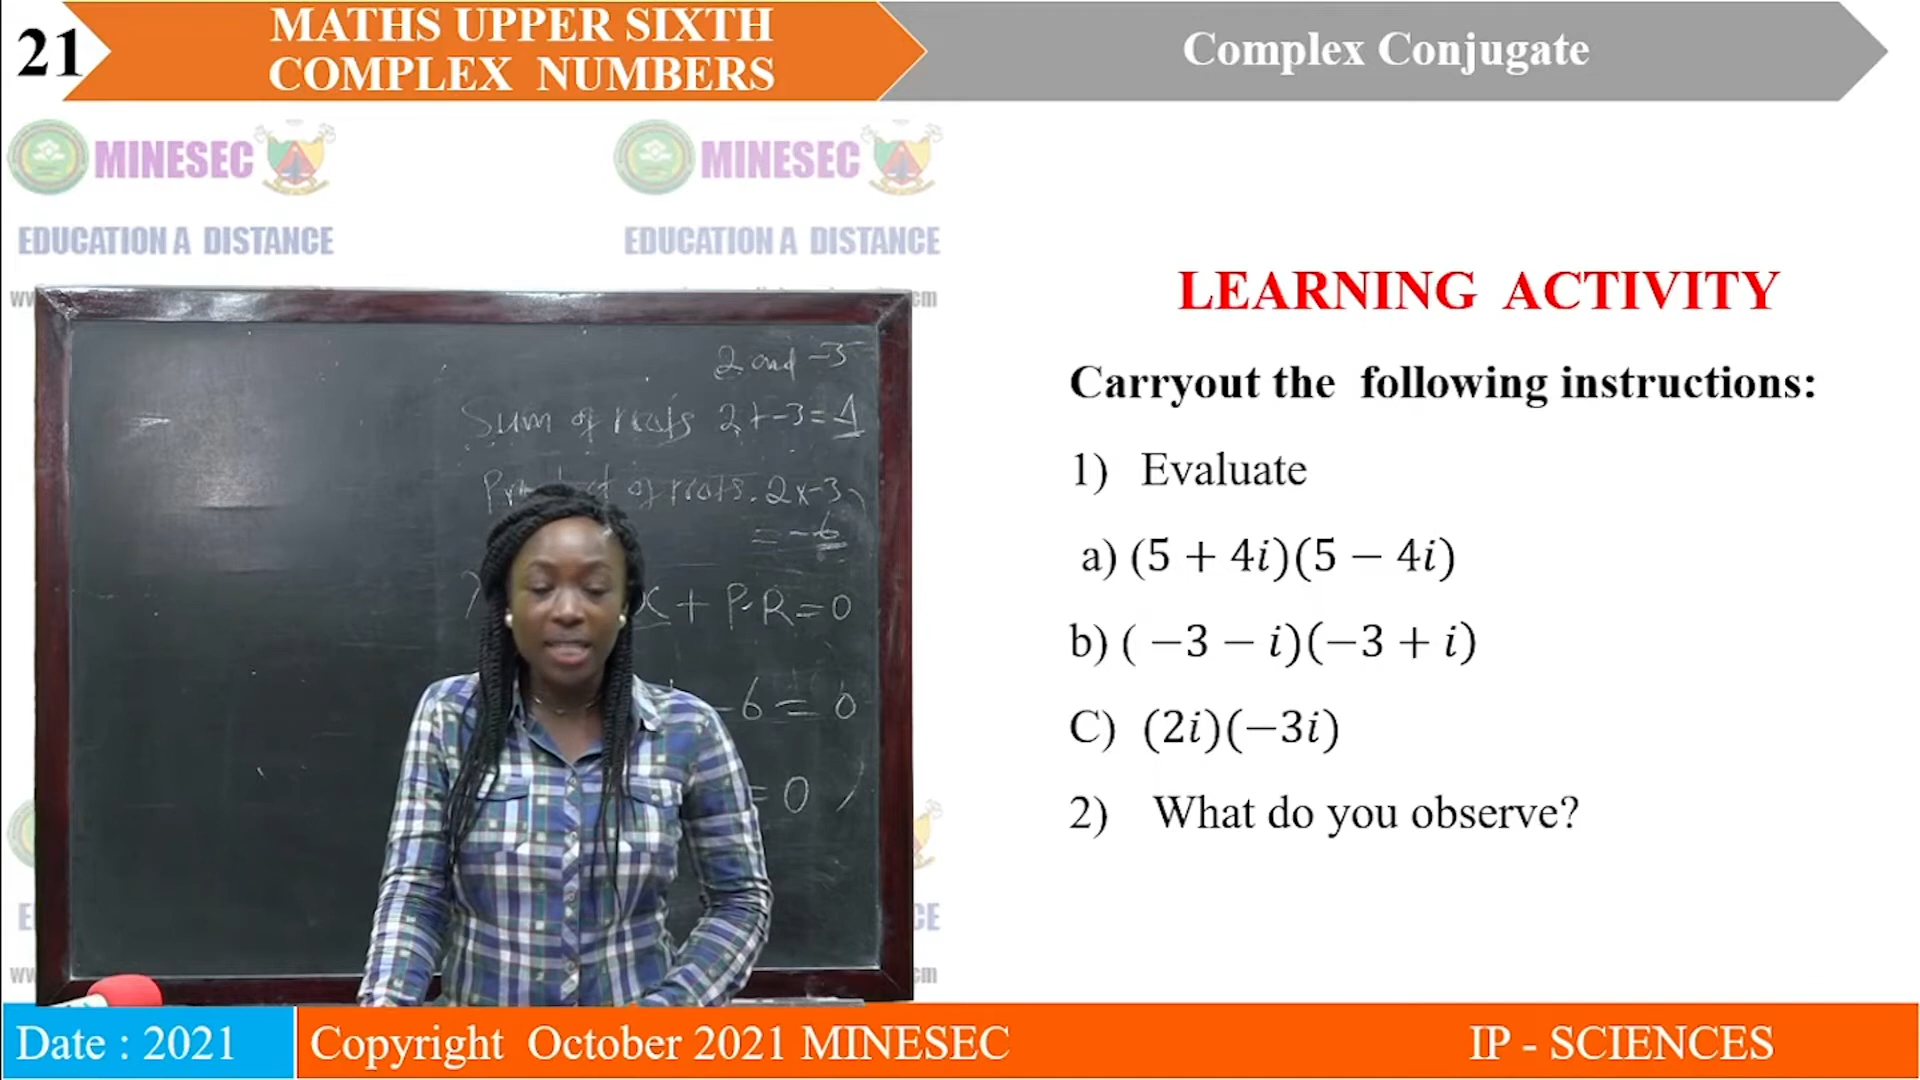 21
MATHS UPPER SIXTH
COMPLEX NUMBERS
Complex Conjugate
MINESEC
MINESEC
EDUCATION A DISTANCE
EDUCATION A DISTANCE
2 and -3
Sum of roots 2+-3=-1
Product of roots. 2x-3
= -6
x + P.R=0
-6 = 0
= 0
LEARNING ACTIVITY
Carryout the following instructions:
1) Evaluate
a) (5 + 4i)(5 − 4i)
b) ( −3 − i)(−3 + i)
C) (2i)(−3i)
2) What do you observe?
Date : 2021
Copyright October 2021 MINESEC
IP - SCIENCES